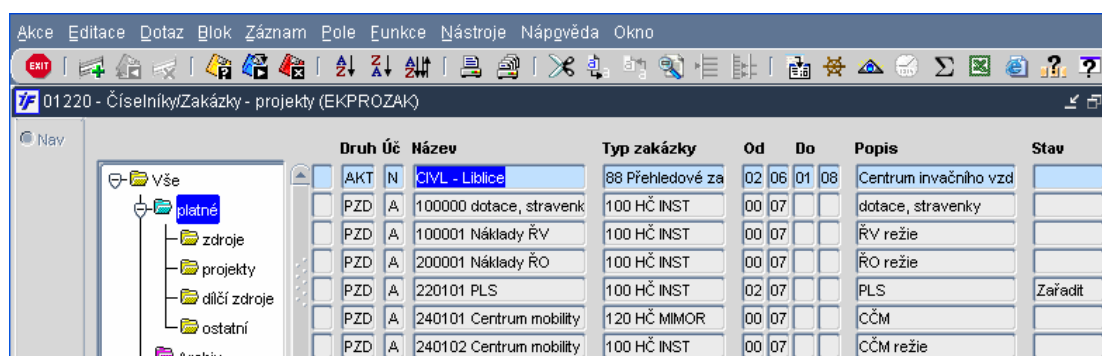 Akce Editace Dotaz Blok Záznam Pole Funkce Nástroje Nápověda Okno
EXIT
01220 - Číselníky/Zakázky - projekty (EKPROZAK)
Nav
Druh Úč Název Typ zakázky Od Do Popis Stav
Vše AKT N CIVL - Liblice 88 Přehledové za 02 06 01 08 Centrum invačního vzd
platné PZD A 100000 dotace, stravenk 100 HČ INST 00 07 dotace, stravenky
zdroje PZD A 100001 Náklady ŘV 100 HČ INST 00 07 ŘV režie
projekty PZD A 200001 Náklady ŘO 100 HČ INST 00 07 ŘO režie
dílčí zdroje PZD A 220101 PLS 100 HČ INST 02 07 PLS Zařadit
ostatní PZD A 240101 Centrum mobility 120 HČ MIMOR 00 07 CČM
Archiv PZD A 240102 Centrum mobility 100 HČ INST 00 07 CČM režie